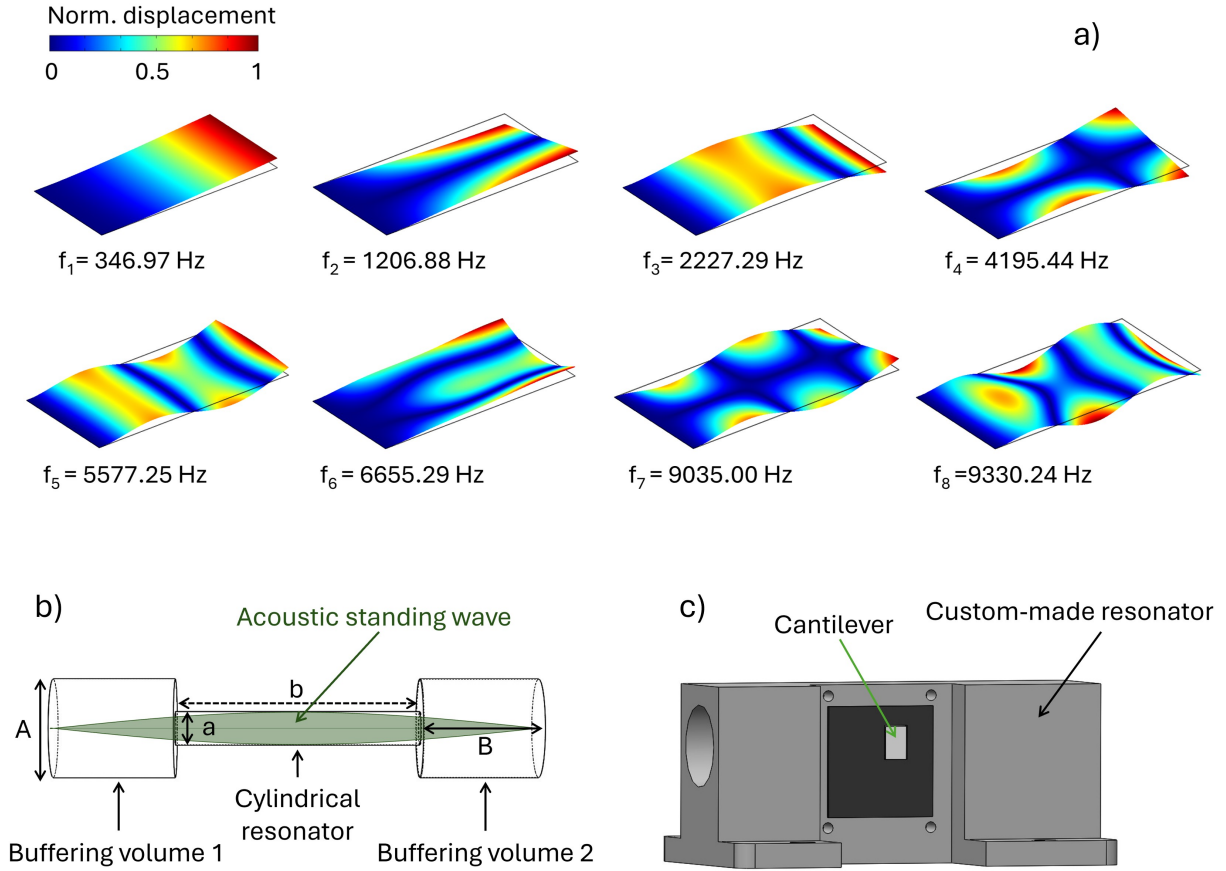 Norm. displacement
0 0.5 1
a)
f₁= 346.97 Hz
f₂ = 1206.88 Hz
f₃= 2227.29 Hz
f₄ = 4195.44 Hz
f₅ = 5577.25 Hz
f₆ = 6655.29 Hz
f₇ = 9035.00 Hz
f₈ =9330.24 Hz
b)
Acoustic standing wave
A
b
a
B
Cylindrical
resonator
Buffering volume 1
Buffering volume 2
c)
Custom-made resonator
Cantilever